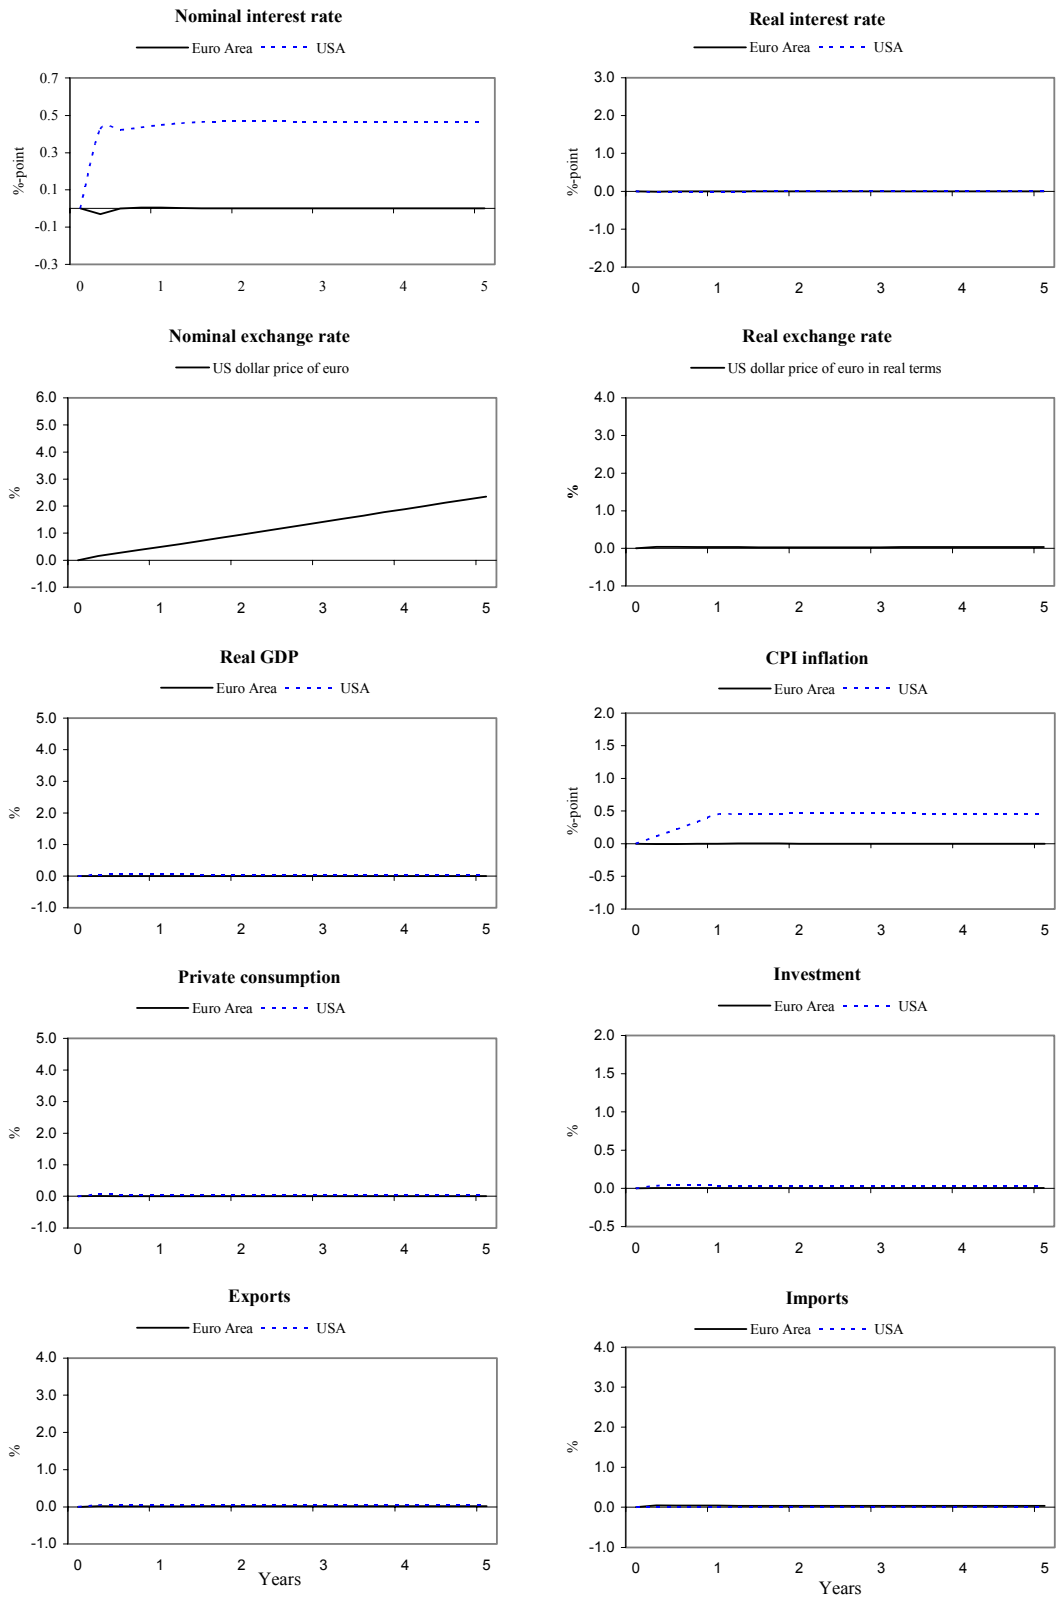 Nominal interest rate
Euro Area USA
%-point
0.7
0.5
0.3
0.1
-0.1
-0.3
0 1 2 3 4 5
Real interest rate
Euro Area USA
%-point
3.0
2.0
1.0
0.0
-1.0
-2.0
0 1 2 3 4 5
Nominal exchange rate
US dollar price of euro
%
6.0
5.0
4.0
3.0
2.0
1.0
0.0
-1.0
0 1 2 3 4 5
Real exchange rate
US dollar price of euro in real terms
%
4.0
3.0
2.0
1.0
0.0
-1.0
0 1 2 3 4 5
Real GDP
Euro Area USA
%
5.0
4.0
3.0
2.0
1.0
0.0
-1.0
0 1 2 3 4 5
CPI inflation
Euro Area USA
%-point
2.0
1.5
1.0
0.5
0.0
-0.5
-1.0
0 1 2 3 4 5
Private consumption
Euro Area USA
%
5.0
4.0
3.0
2.0
1.0
0.0
-1.0
0 1 2 3 4 5
Investment
Euro Area USA
%
2.0
1.5
1.0
0.5
0.0
-0.5
0 1 2 3 4 5
Exports
Euro Area USA
%
4.0
3.0
2.0
1.0
0.0
-1.0
0 1 2 3 4 5
Years
Imports
Euro Area USA
%
4.0
3.0
2.0
1.0
0.0
-1.0
0 1 2 3 4 5
Years